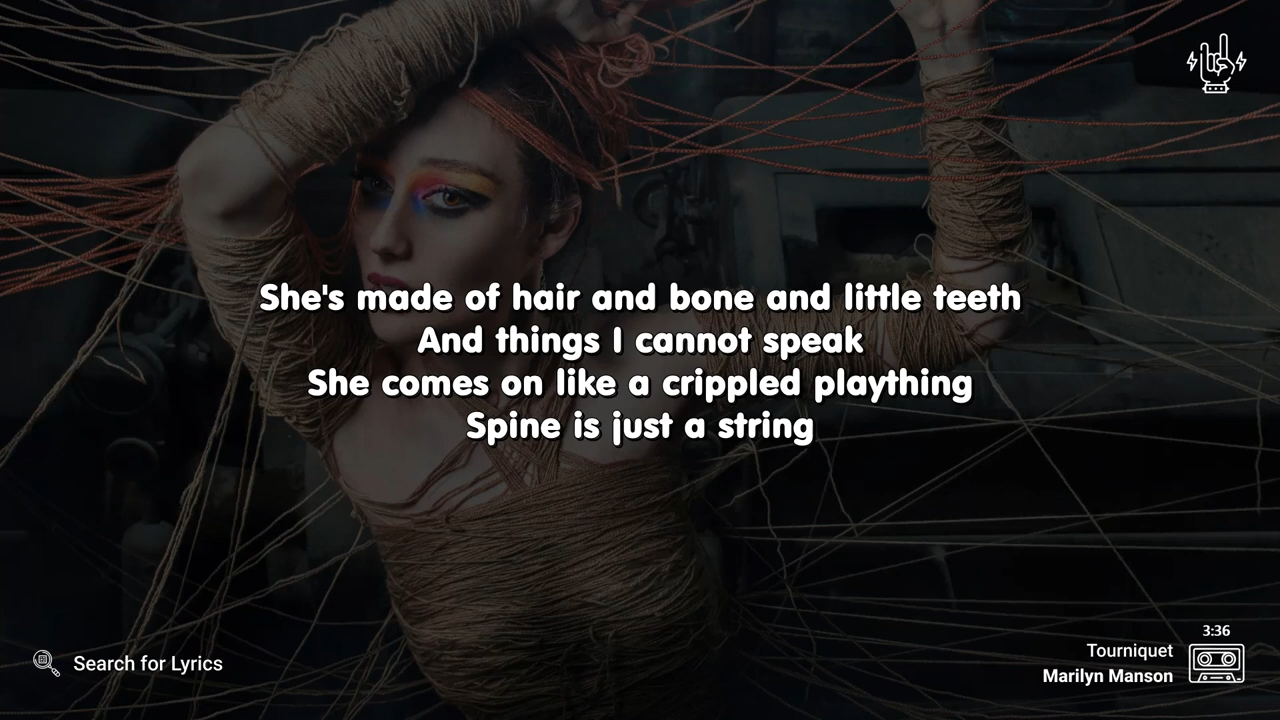 She's made of hair and bone and little teeth
And things I cannot speak
She comes on like a crippled plaything
Spine is just a string
3:36
Tourniquet
Marilyn Manson
Search for Lyrics